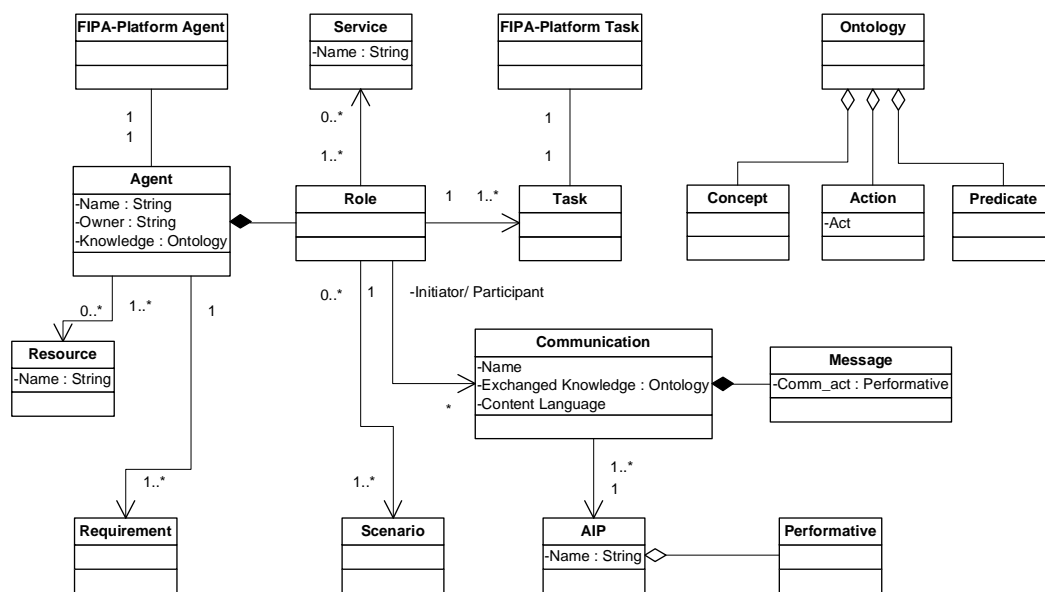 FIPA-Platform Agent
Service
-Name : String
FIPA-Platform Task
Ontology
1
1
0..*
1..*
1
1
Agent
-Name : String
-Owner : String
-Knowledge : Ontology
Role
1
1..*
Task
Concept
Action
-Act
Predicate
0..*
1..*
1
0..*
1
-Initiator/ Participant
Resource
-Name : String
Communication
-Name
-Exchanged Knowledge : Ontology
-Content Language
Message
-Comm_act : Performative
*
1..*
1..*
1..*
1
Requirement
Scenario
AIP
-Name : String
Performative